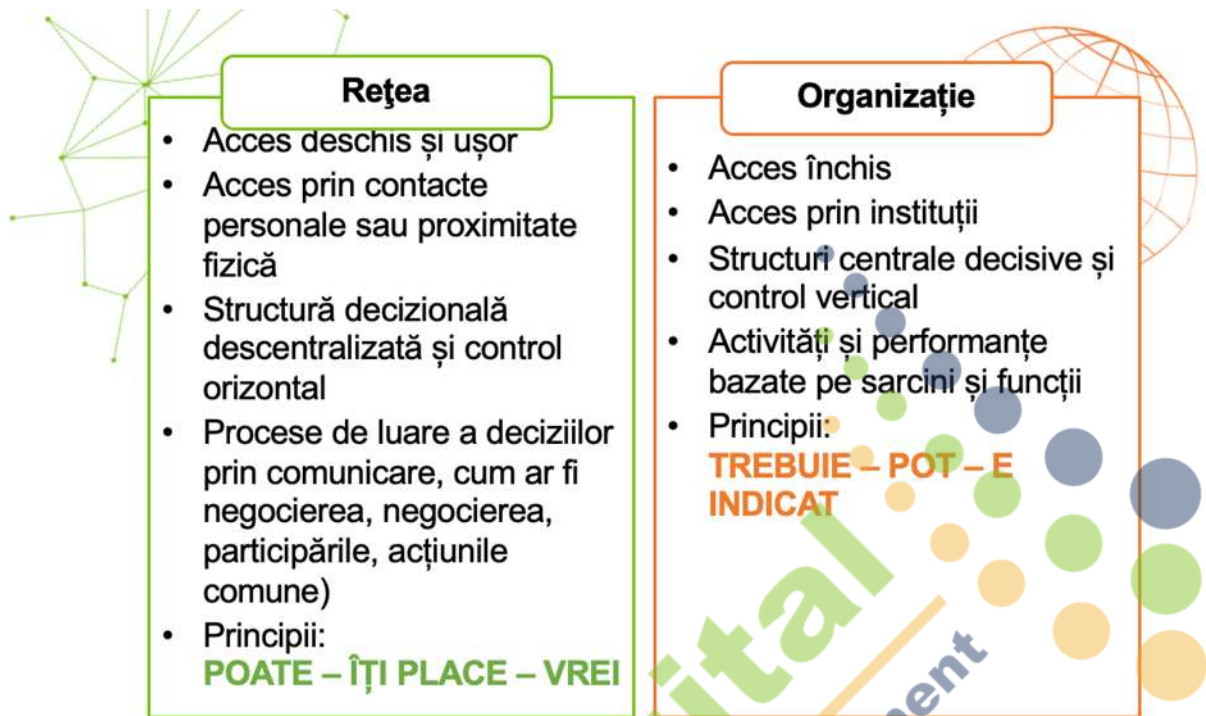 Reţea
• Acces deschis și ușor
• Acces prin contacte
personale sau proximitate
fizică
• Structură decizională
descentralizată și control
orizontal
• Procese de luare a deciziilor
prin comunicare, cum ar fi
negocierea, negocierea,
participările, acțiunile
comune)
• Principii:
POATE – ÎȚI PLACE – VREI
Organizație
• Acces închis
• Acces prin instituții
• Structuri centrale decisive și
control vertical
• Activități și performanțe
bazate pe sarcini și funcții
• Principii:
TREBUIE – POT – E
INDICAT
ital
ment